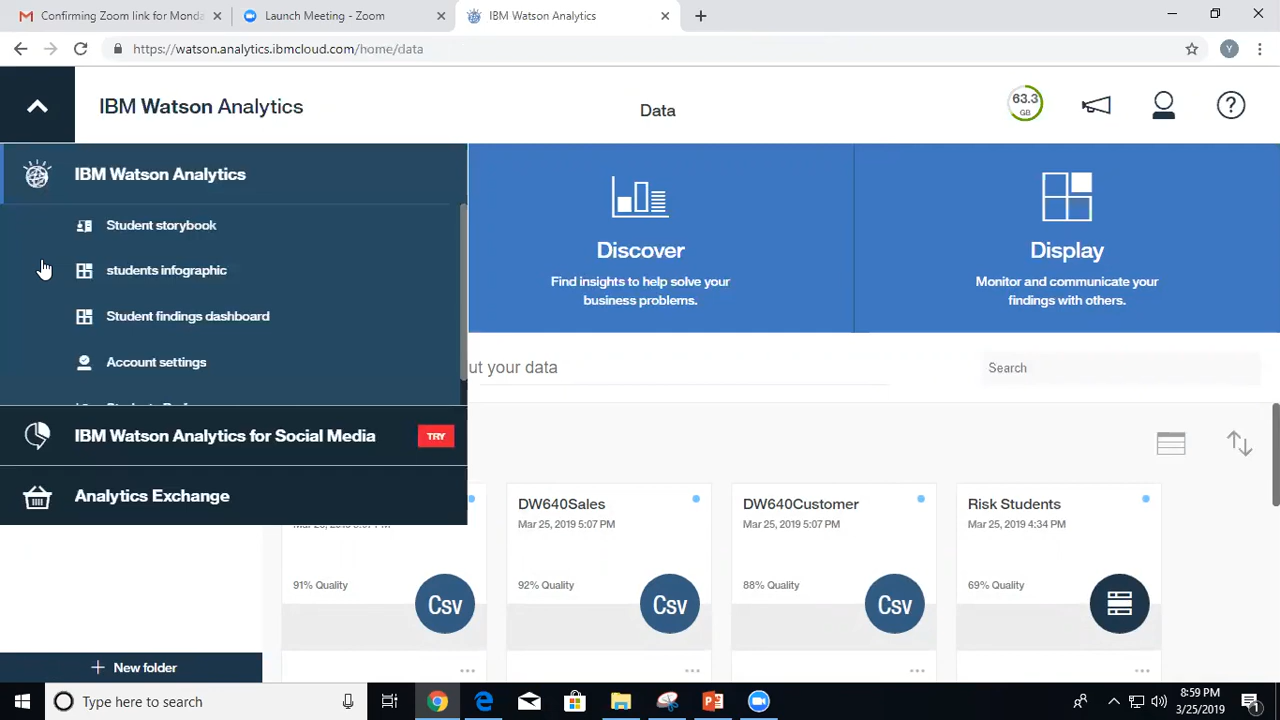 Confirming Zoom link for Monda
Launch Meeting - Zoom
IBM Watson Analytics
https://watson.analytics.ibmcloud.com/home/data
Y
IBM Watson Analytics
Data
63.3
GB
?
IBM Watson Analytics
Student storybook
students infographic
Student findings dashboard
Account settings
IBM Watson Analytics for Social Media
TRY
Analytics Exchange
Discover
Find insights to help solve your
business problems.
Display
Monitor and communicate your
findings with others.
ut your data
Search
DW640Sales
Mar 25, 2019 5:07 PM
92% Quality
Csv
DW640Customer
Mar 25, 2019 5:07 PM
88% Quality
Csv
Risk Students
Mar 25, 2019 4:34 PM
69% Quality
91% Quality
Csv
New folder
Type here to search
8:59 PM
3/25/2019
1